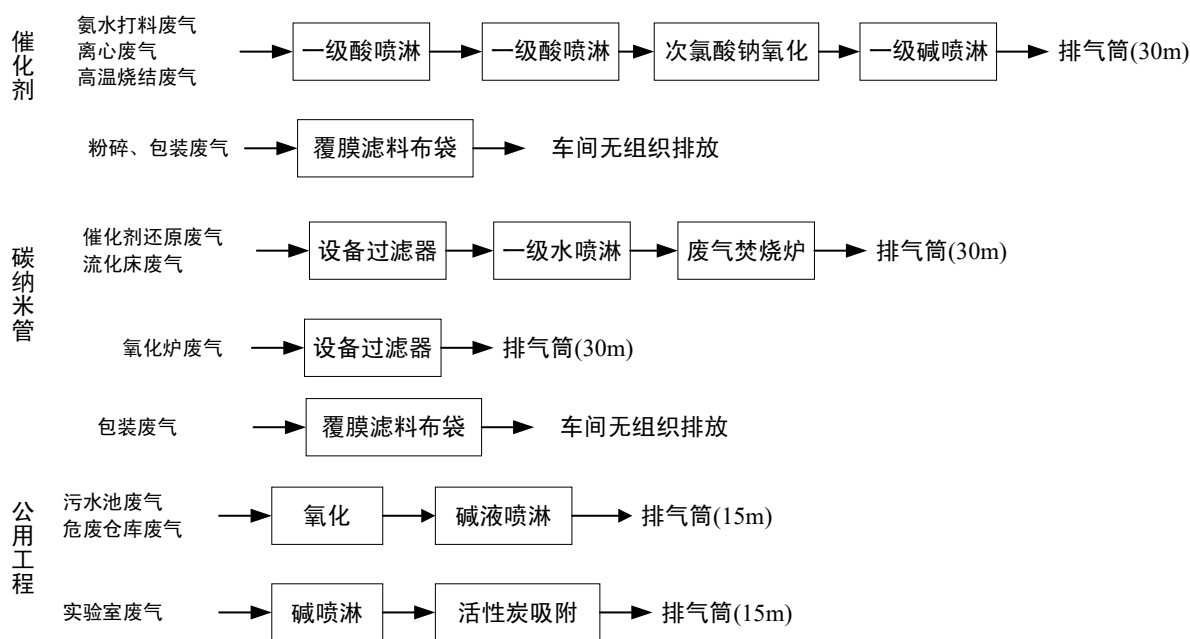 催化剂
氨水打料废气
离心废气
高温烧结废气
一级酸喷淋
一级酸喷淋
次氯酸钠氧化
一级碱喷淋
排气筒(30m)
粉碎、包装废气
覆膜滤料布袋
车间无组织排放
碳纳米管
催化剂还原废气
流化床废气
设备过滤器
一级水喷淋
废气焚烧炉
排气筒(30m)
氧化炉废气
设备过滤器
排气筒(30m)
包装废气
覆膜滤料布袋
车间无组织排放
公用工程
污水池废气
危废仓库废气
氧化
碱液喷淋
排气筒(15m)
实验室废气
碱喷淋
活性炭吸附
排气筒(15m)